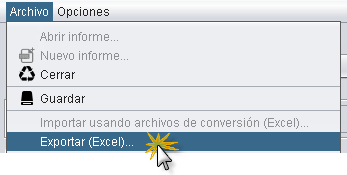 Archivo Opciones
Abrir informe...
Nuevo informe...
Cerrar
Guardar
Importar usando archivos de conversión (Excel)...
Exportar (Excel)...